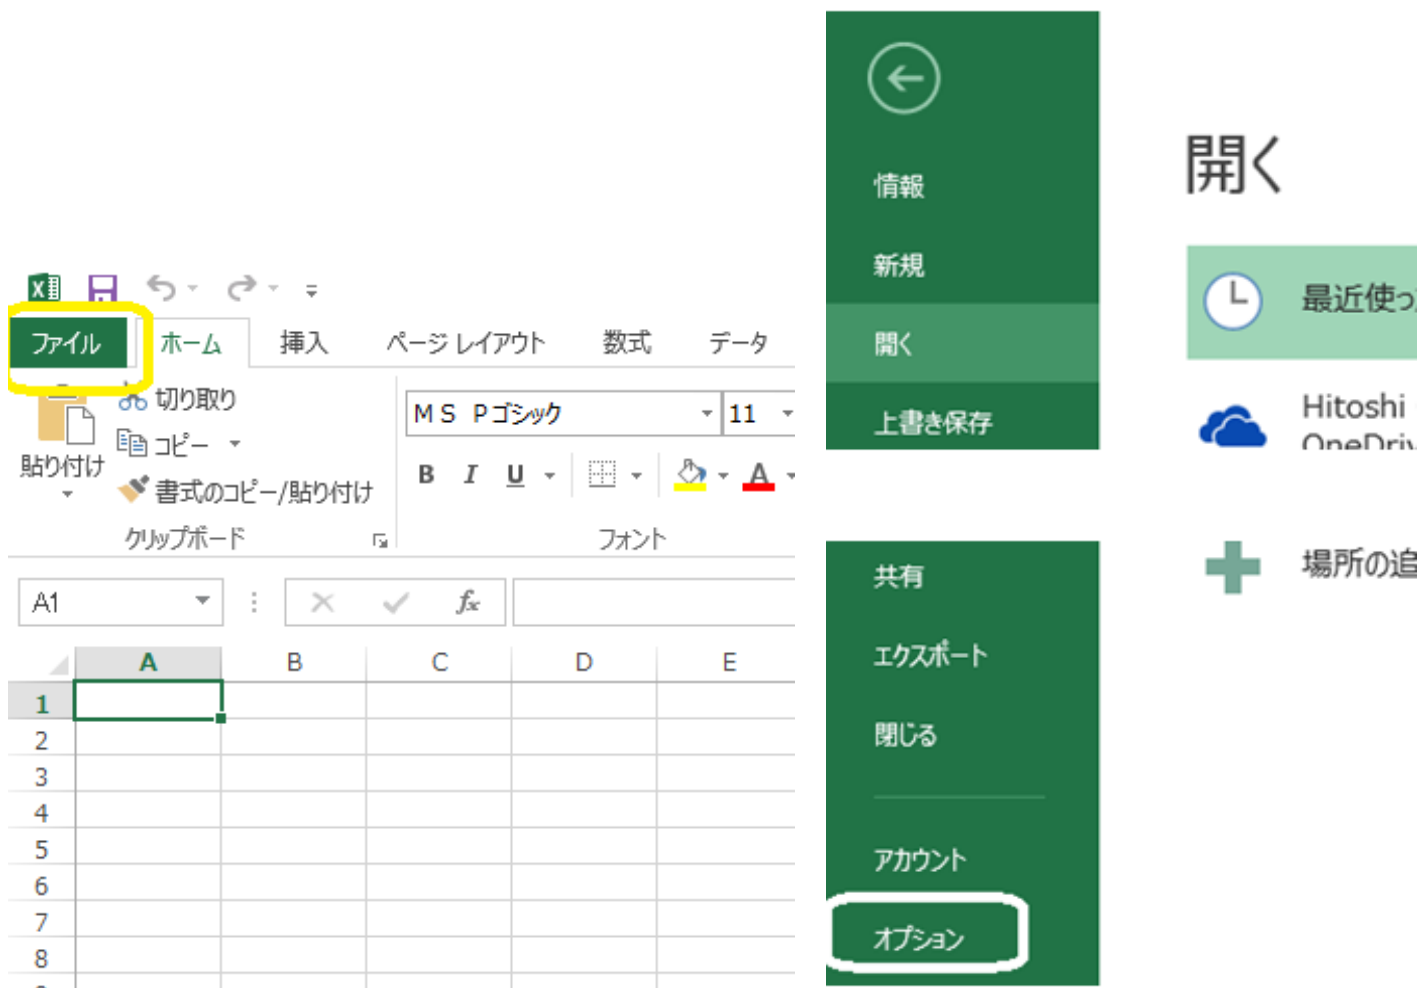 ファイル ホーム 挿入 ページ レイアウト 数式 データ
切り取り
コピー
書式のコピー/貼り付け
貼り付け
クリップボード
ＭＳ Ｐゴシック 11
B I U A
フォント
A1 fx
A B C D E
1
2
3
4
5
6
7
8
情報
新規
開く
上書き保存
共有
エクスポート
閉じる
アカウント
オプション
開く
最近使っ
Hitoshi
場所の追